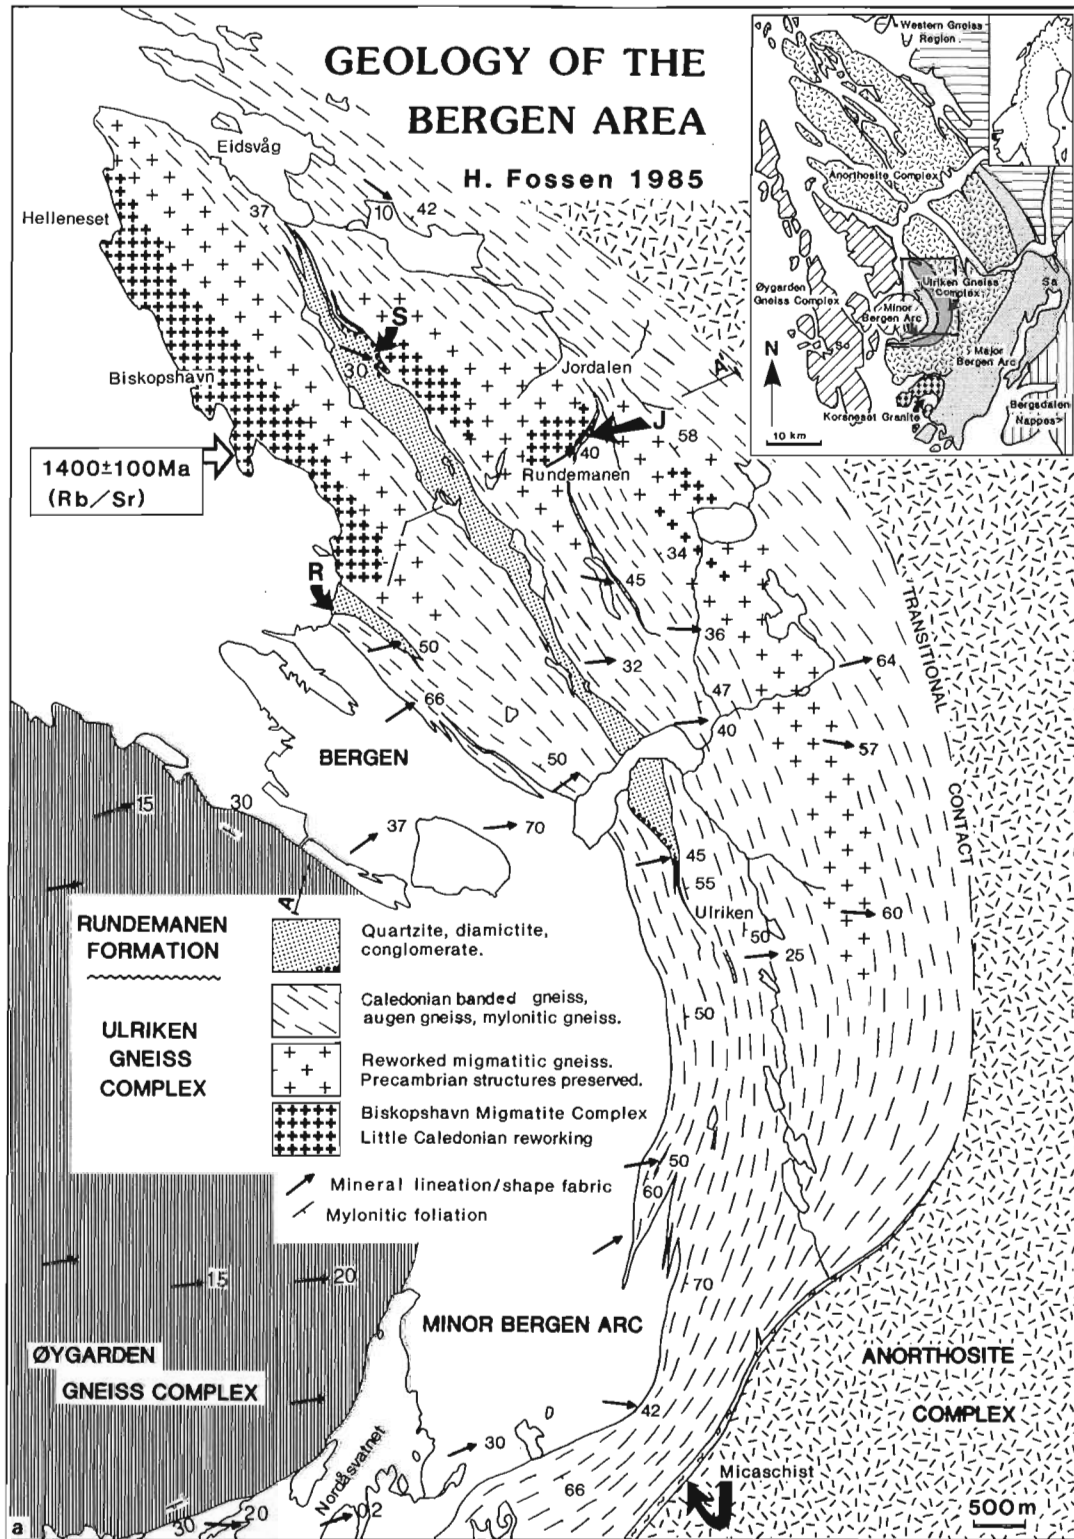 GEOLOGY OF THE
BERGEN AREA
H. Fossen 1985
Western Gneiss
Region
Anorthosite Complex
Øygarden
Gneiss Complex
Ulriken Gneiss
Complex
Minor
Bergen Arc
So
Sa
Major
Bergen Arc
Korsneset Granite
Bergsdalen
Nappes
N
10 km
Eidsvåg
Helleneset
37
10
42
S
30
Biskopshavn
Jordalen
A'
J
58
40
Rundemanen
1400±100Ma
(Rb/Sr)
34
R
45
50
36
32
64
66
47
40
57
50
BERGEN
TRANSITIONAL
CONTACT
15
30
37
70
45
55
A
Ulriken
50
60
25
RUNDEMANEN
FORMATION
Quartzite, diamictite,
conglomerate.
ULRIKEN
GNEISS
COMPLEX
Caledonian banded gneiss,
augen gneiss, mylonitic gneiss.
50
Reworked migmatitic gneiss.
Precambrian structures preserved.
Biskopshavn Migmatite Complex
Little Caledonian reworking
Mineral lineation/shape fabric
Mylonitic foliation
50
60
15
20
70
MINOR BERGEN ARC
ØYGARDEN
GNEISS COMPLEX
ANORTHOSITE
COMPLEX
42
Nordåsvatnet
30
Micaschist
66
500m
30
20
02
a